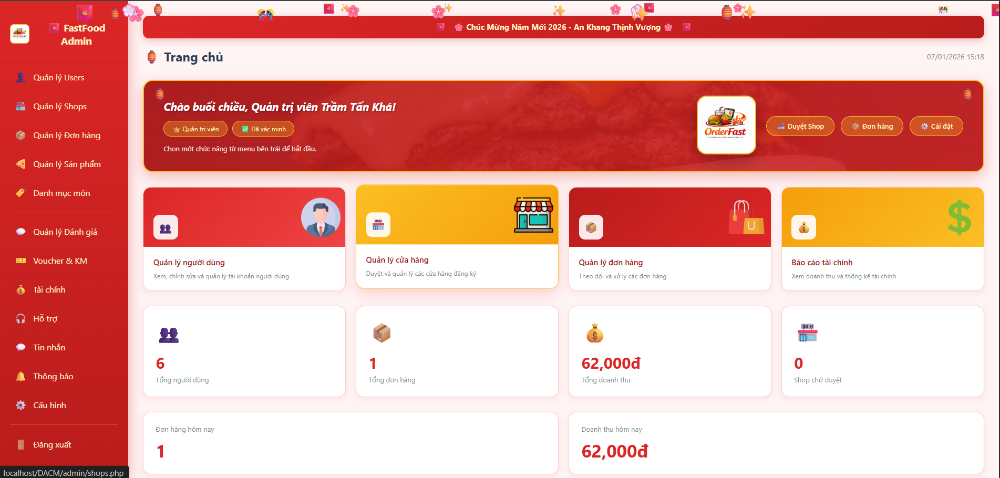 FastFood
Admin
Quản lý Users
Quản lý Shops
Quản lý Đơn hàng
Quản lý Sản phẩm
Danh mục món
Quản lý Đánh giá
Voucher & KM
Tài chính
Hỗ trợ
Tin nhắn
Thông báo
Cấu hình
Đăng xuất
localhost/DACM/admin/shops.php
Chúc Mừng Năm Mới 2026 - An Khang Thịnh Vượng
Trang chủ
07/01/2026 15:18
Chào buổi chiều, Quản trị viên Trầm Tấn Khá!
Quản trị viên
Đã xác minh
Chọn một chức năng từ menu bên trái để bắt đầu.
OrderFast
Duyệt Shop
Đơn hàng
Cài đặt
Quản lý người dùng
Xem, chỉnh sửa và quản lý tài khoản người dùng
Quản lý cửa hàng
Duyệt và quản lý các cửa hàng đăng ký
Quản lý đơn hàng
Theo dõi và xử lý các đơn hàng
Báo cáo tài chính
Xem doanh thu và thống kê tài chính
6
Tổng người dùng
1
Tổng đơn hàng
62,000đ
Tổng doanh thu
24 H
0
Shop chờ duyệt
Đơn hàng hôm nay
1
Doanh thu hôm nay
62,000đ